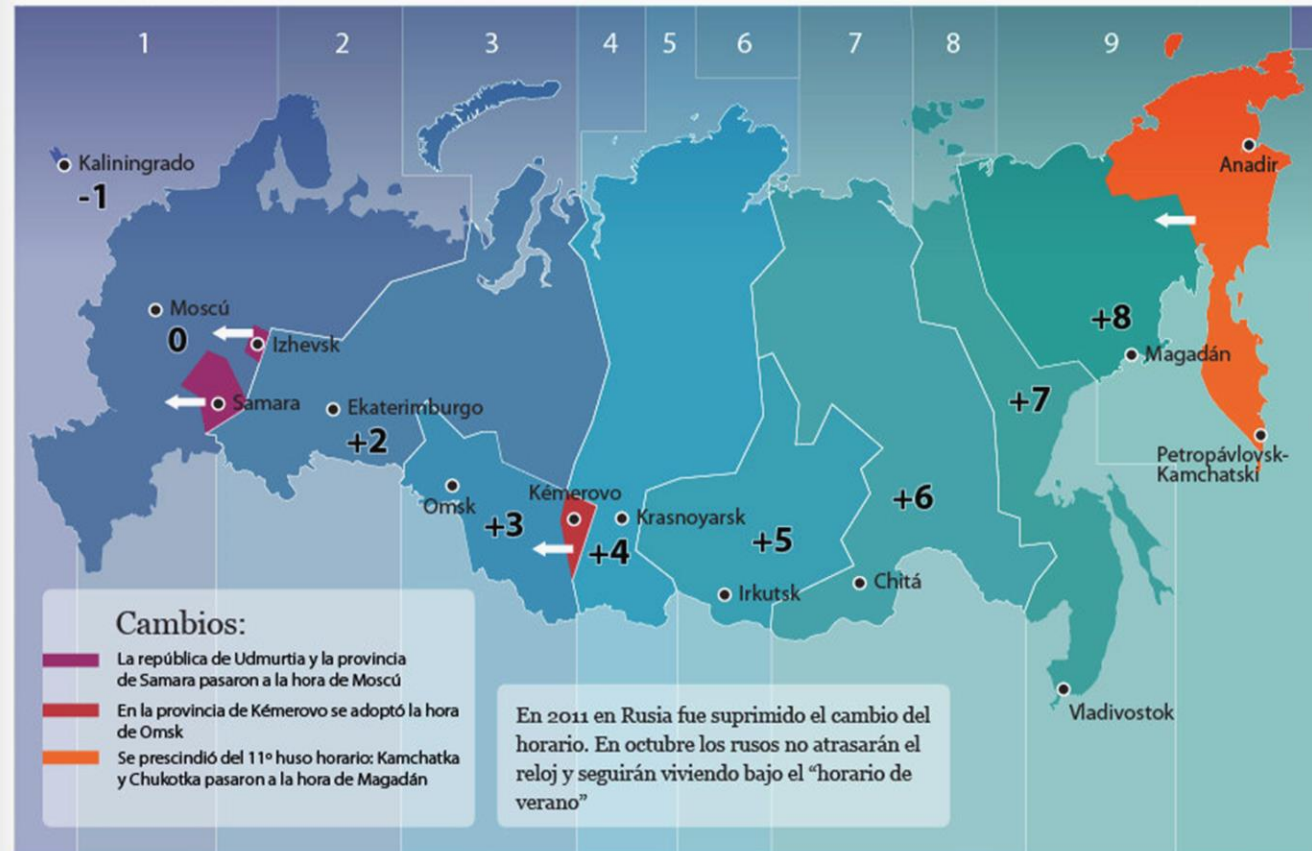 1 2 3 4 5 6 7 8 9
Kaliningrado
-1
Anadir
Moscú
0
Izhevsk
+8
Magadán
Samara
Ekaterimburgo
+2
+7
Petropávlovsk-
Kamchatski
Omsk
+3
Kémerovo
Krasnoyarsk
+4
+5
+6
Irkutsk
Chitá
Vladivostok
Cambios:
La república de Udmurtia y la provincia
de Samara pasaron a la hora de Moscú
En la provincia de Kémerovo se adoptó la hora
de Omsk
Se prescindió del 11º huso horario: Kamchatka
y Chukotka pasaron a la hora de Magadán
En 2011 en Rusia fue suprimido el cambio del
horario. En octubre los rusos no atrasarán el
reloj y seguirán viviendo bajo el “horario de
verano”